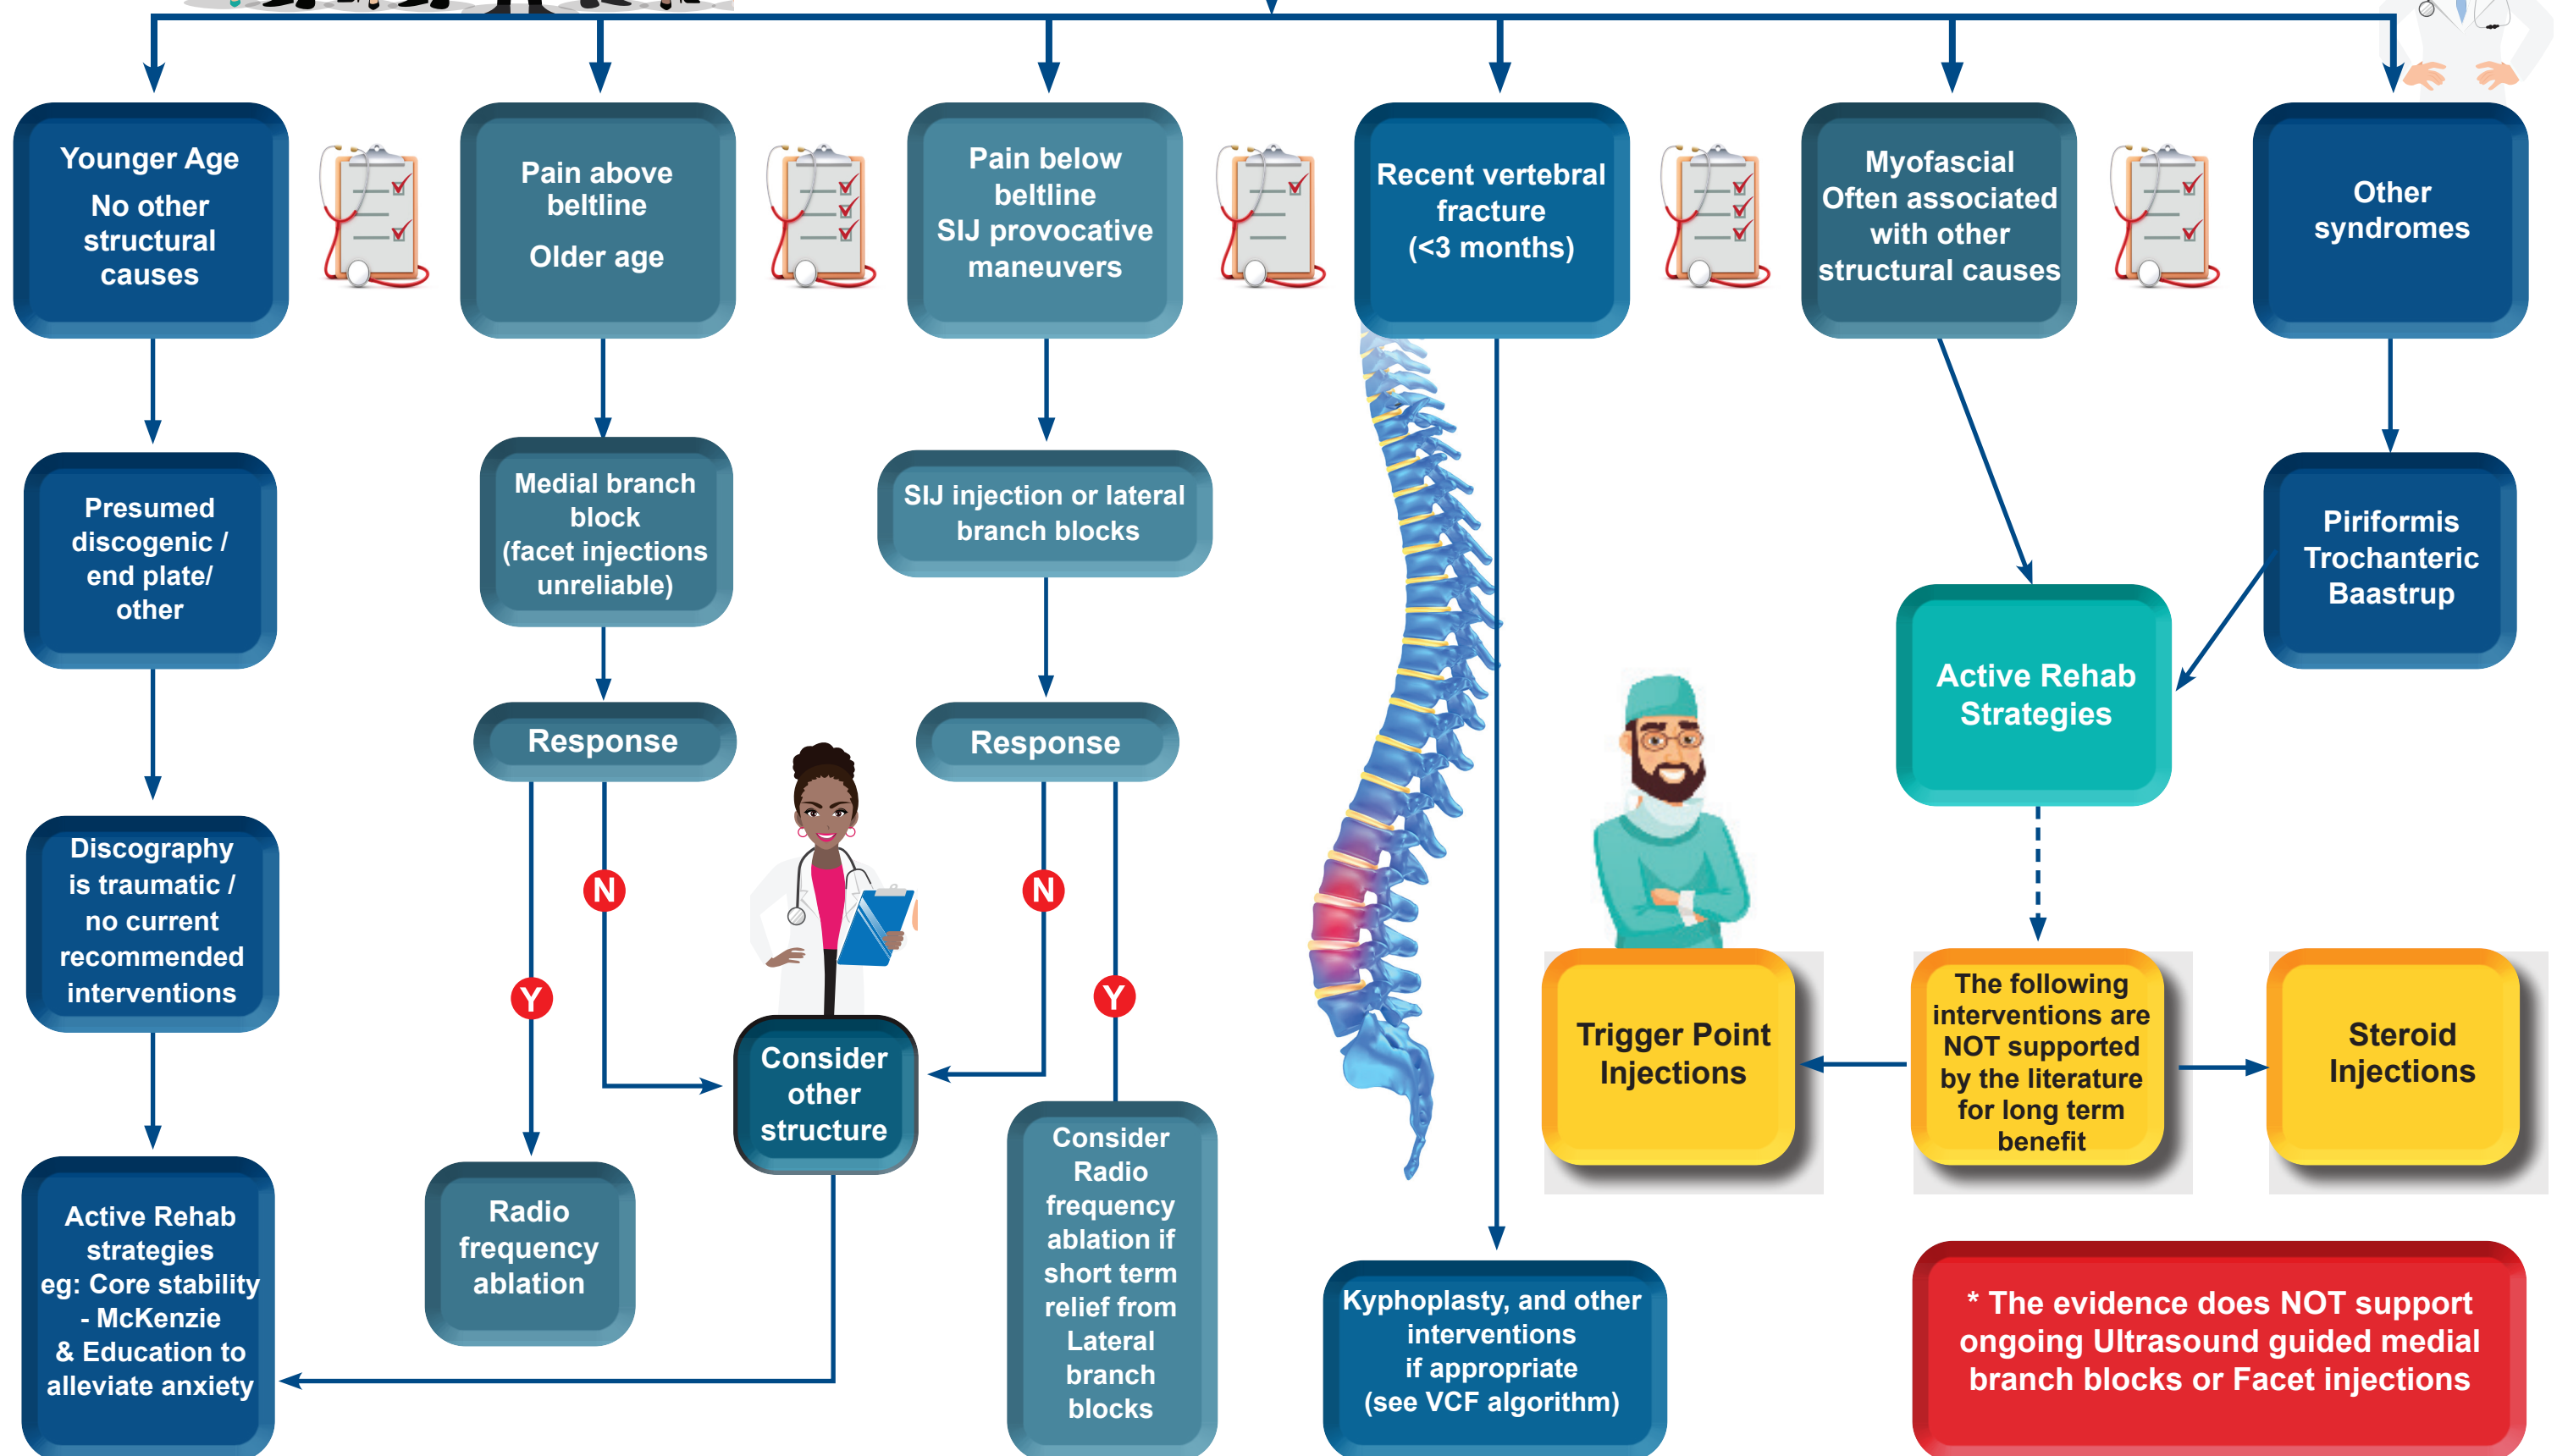 Younger Age
No other
structural
causes
Pain above
beltline
Older age
Pain below
beltline
SIJ provocative
maneuvers
Recent vertebral
fracture
(<3 months)
Myofascial
Often associated
with other
structural causes
Other
syndromes
Presumed
discogenic /
end plate/
other
Medial branch
block
(facet injections
unreliable)
SIJ injection or lateral
branch blocks
Piriformis
Trochanteric
Baastrup
Active Rehab
Strategies
Response
Response
Discography
is traumatic /
no current
recommended
interventions
N
N
Y
Y
Consider
other
structure
Trigger Point
Injections
The following
interventions are
NOT supported
by the literature
for long term
benefit
Steroid
Injections
Active Rehab
strategies
eg: Core stability
- McKenzie
& Education to
alleviate anxiety
Radio
frequency
ablation
Consider
Radio
frequency
ablation if
short term
relief from
Lateral
branch
blocks
Kyphoplasty, and other
interventions
if appropriate
(see VCF algorithm)
* The evidence does NOT support
ongoing Ultrasound guided medial
branch blocks or Facet injections